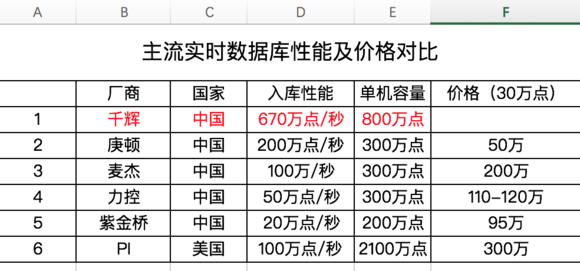 A B C D E F
主流实时数据库性能及价格对比
厂商 国家 入库性能 单机容量 价格（30万点）
1 千辉 中国 670万点/秒 800万点
2 庚顿 中国 200万点/秒 300万点 50万
3 麦杰 中国 100万/秒 300万点 200万
4 力控 中国 50万点/秒 300万点 110-120万
5 紫金桥 中国 20万点/秒 200万点 95万
6 PI 美国 100万点/秒 2100万点 300万